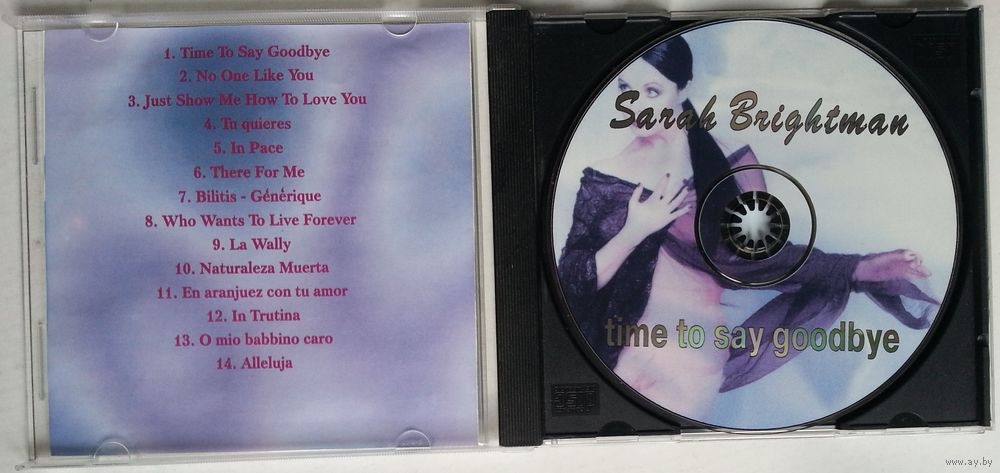 1. Time To Say Goodbye
2. No One Like You
3. Just Show Me How To Love You
4. Tu quieres
5. In Pace
6. There For Me
7. Bilitis - Générique
8. Who Wants To Live Forever
9. La Wally
10. Naturaleza Muerta
11. En aranjuez con tu amor
12. In Trutina
13. O mio babbino caro
14. Alleluja
Sarah Brightman
time to say goodbye
www.ay.by